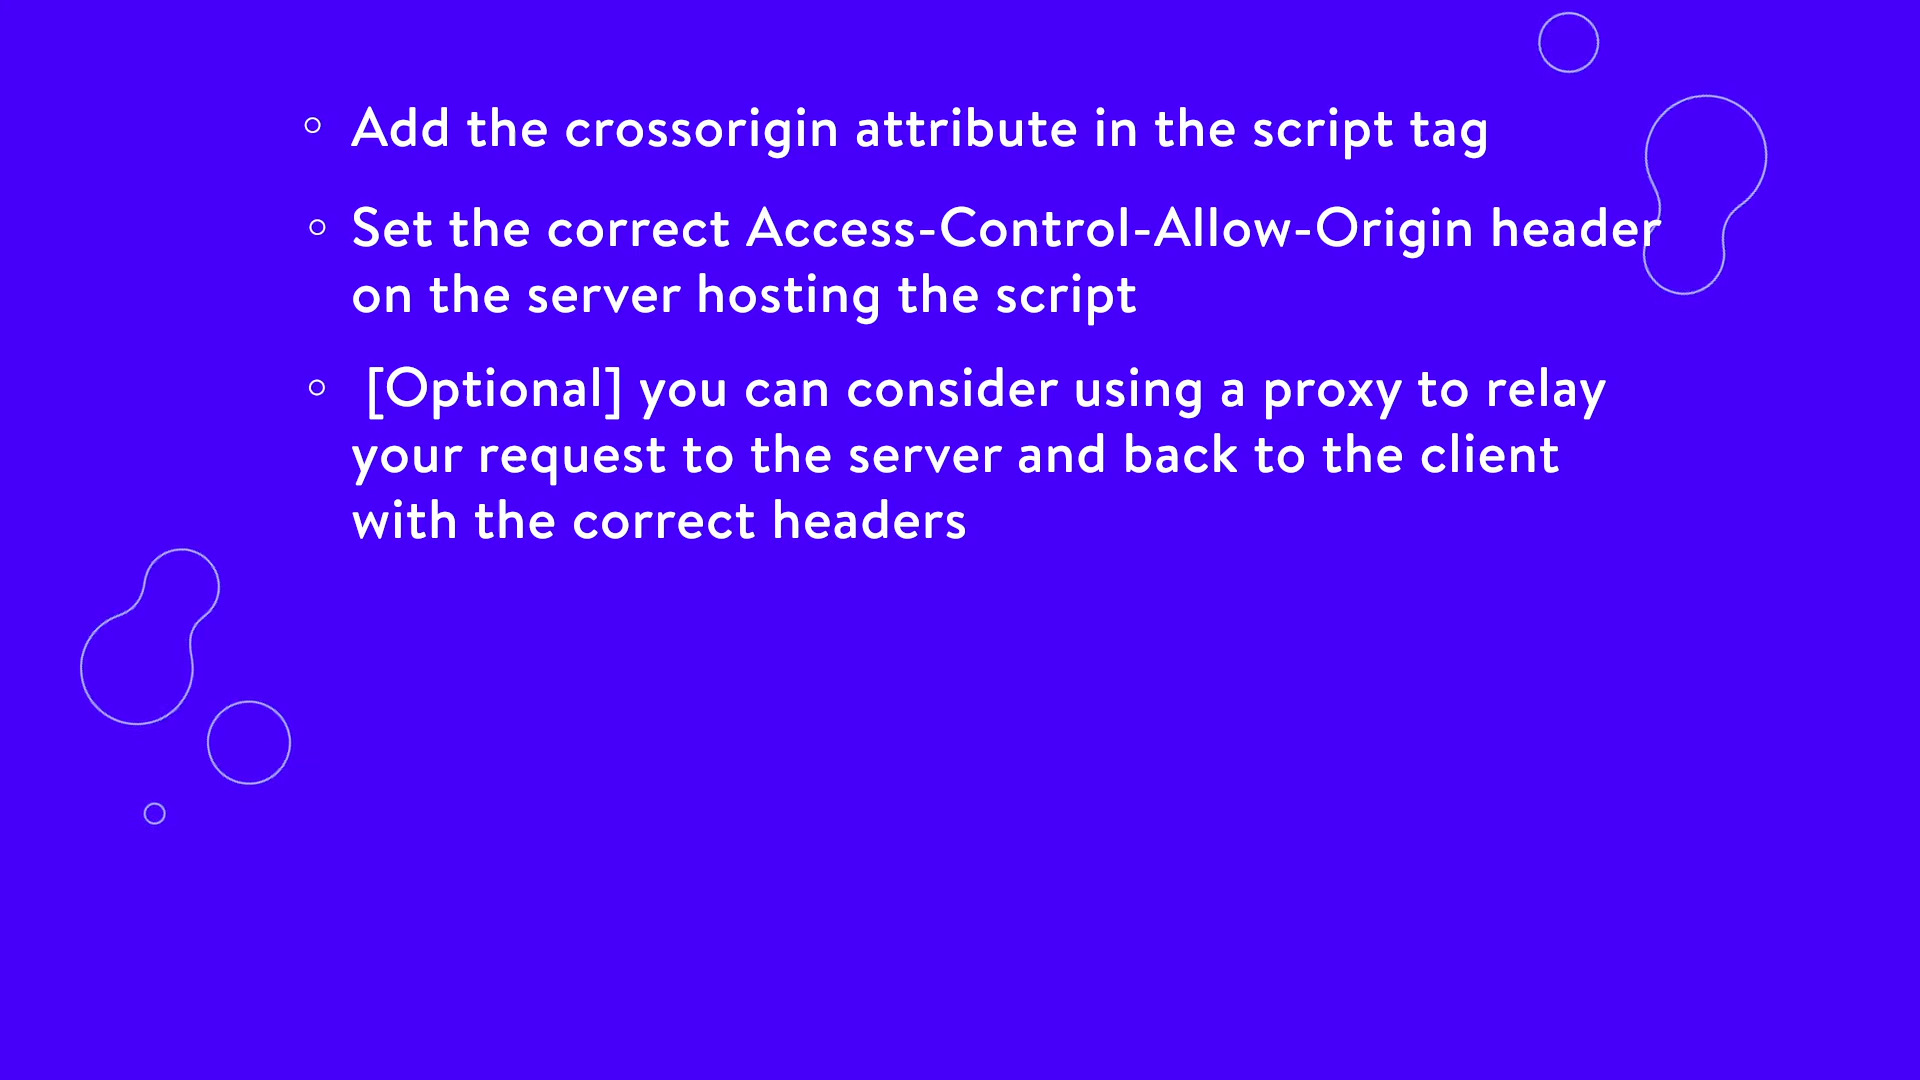 ◦ Add the crossorigin attribute in the script tag
◦ Set the correct Access-Control-Allow-Origin header
on the server hosting the script
◦ [Optional] you can consider using a proxy to relay
your request to the server and back to the client
with the correct headers